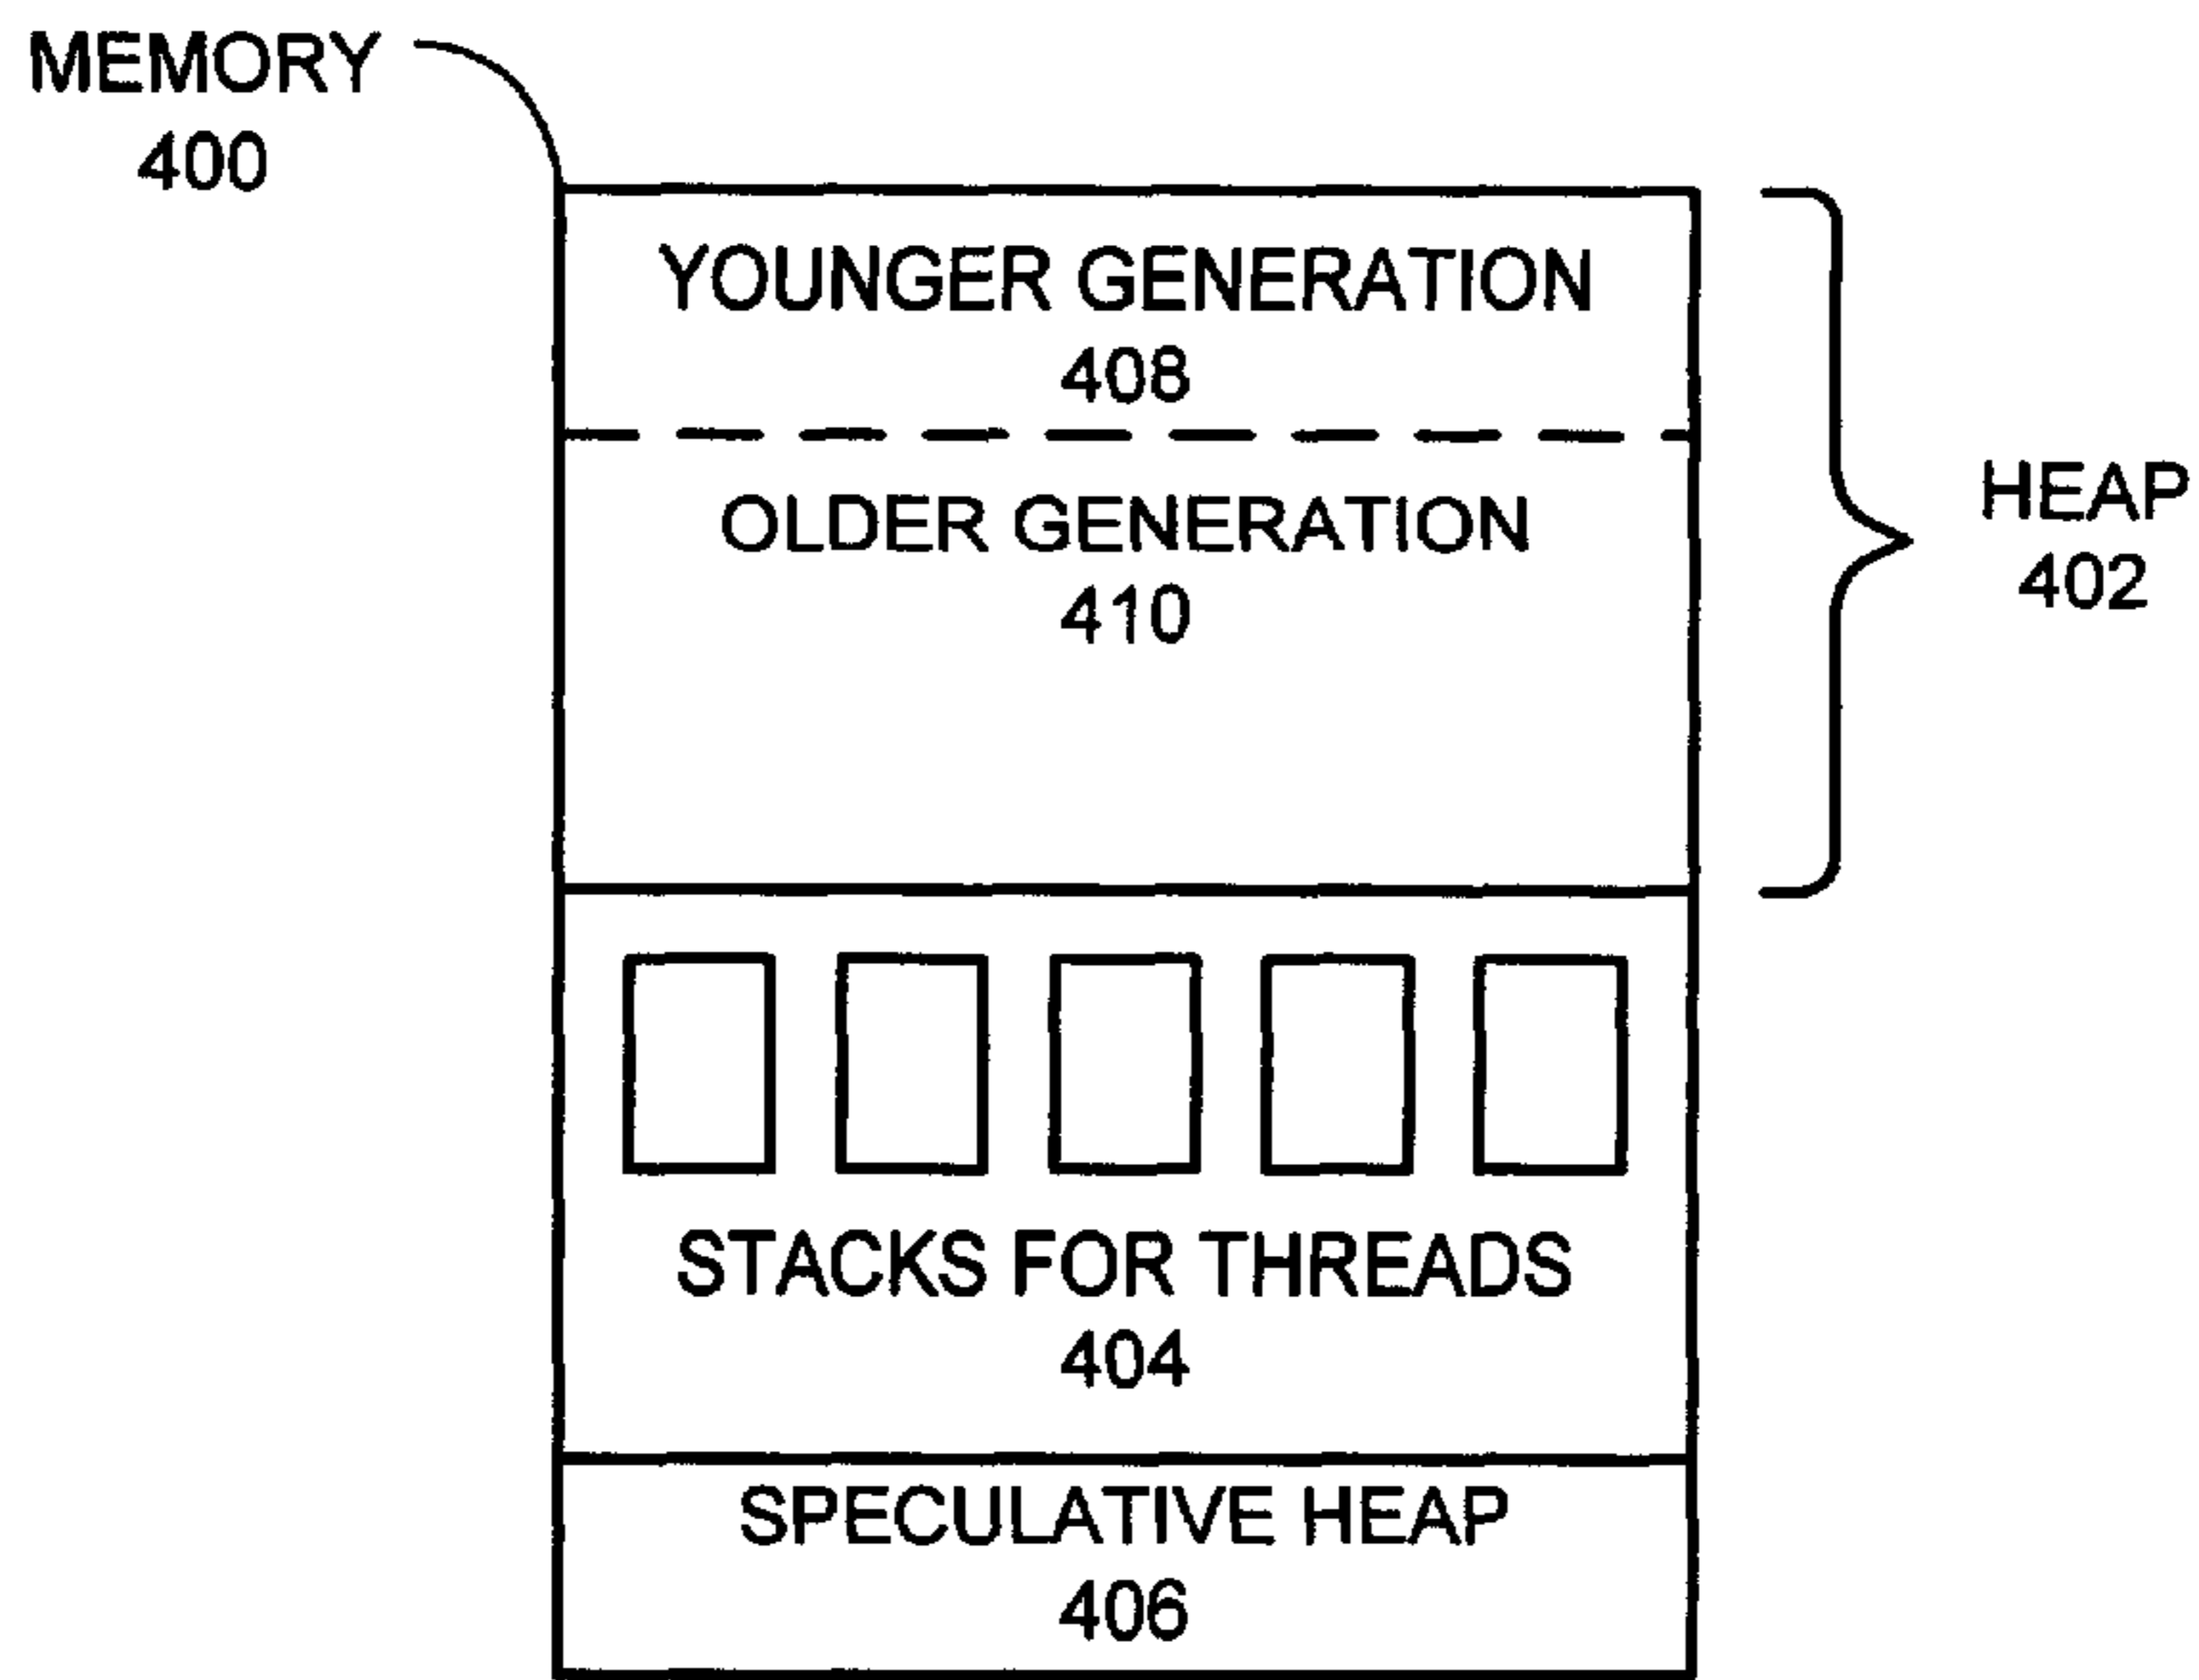 MEMORY
400
YOUNGER GENERATION
408
OLDER GENERATION
410
HEAP
402
STACKS FOR THREADS
404
SPECULATIVE HEAP
406